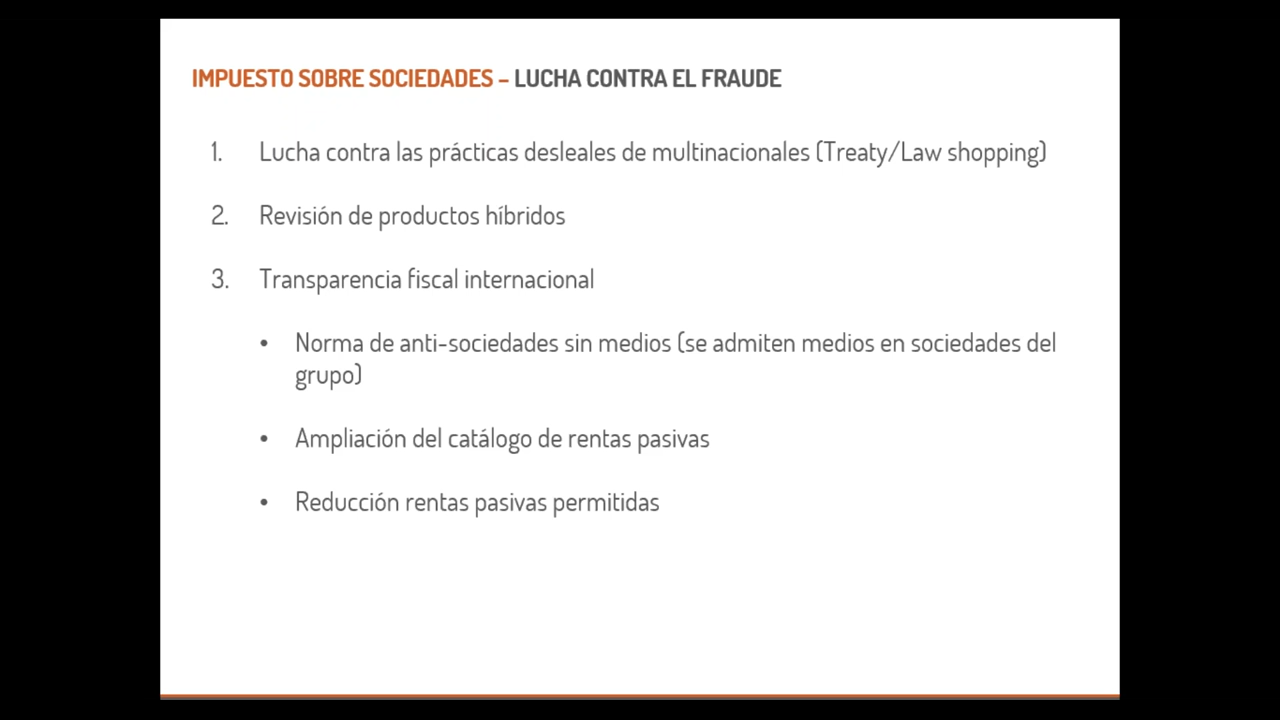 IMPUESTO SOBRE SOCIEDADES – LUCHA CONTRA EL FRAUDE
1. Lucha contra las prácticas desleales de multinacionales (Treaty/Law shopping)
2. Revisión de productos híbridos
3. Transparencia fiscal internacional
• Norma de anti-sociedades sin medios (se admiten medios en sociedades del
grupo)
• Ampliación del catálogo de rentas pasivas
• Reducción rentas pasivas permitidas